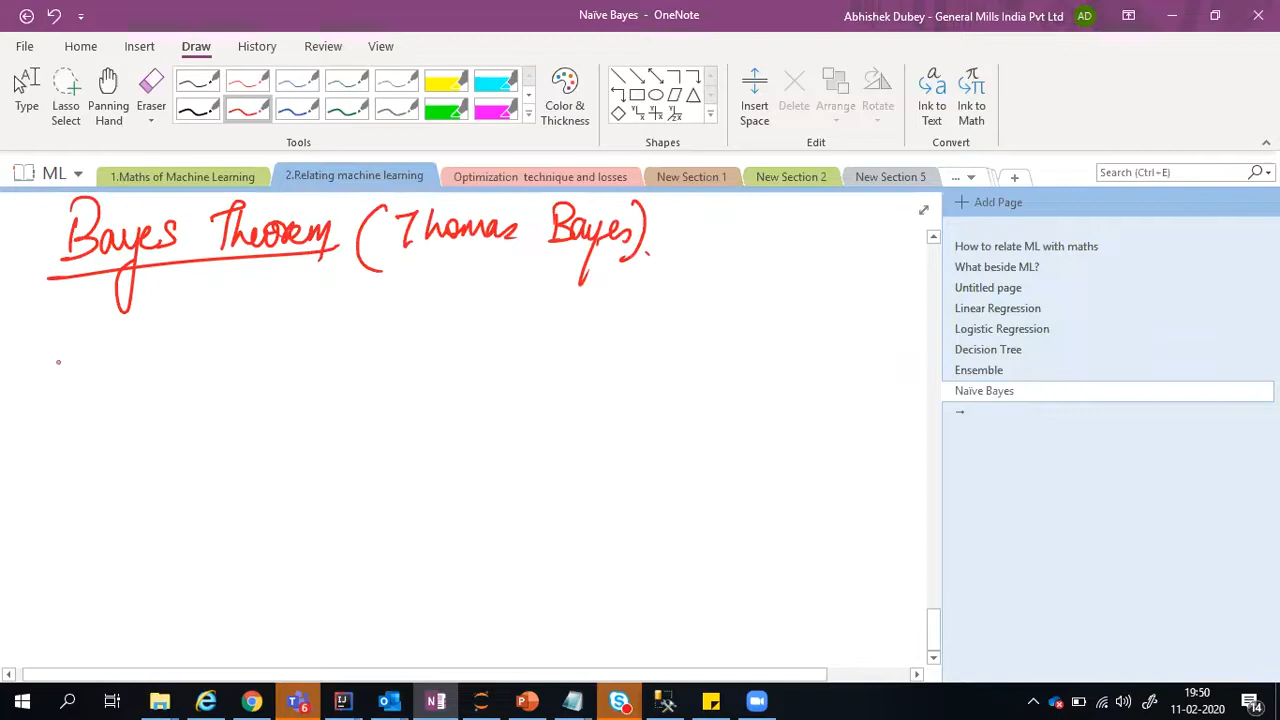 Naïve Bayes - OneNote
Abhishek Dubey - General Mills India Pvt Ltd
AD
File Home Insert Draw History Review View
Type
Lasso Select
Panning Hand
Eraser
Color & Thickness
Insert Space
Delete
Arrange
Rotate
Ink to Text
Ink to Math
Tools Shapes Edit Convert
ML
1.Maths of Machine Learning
2.Relating machine learning
Optimization technique and losses
New Section 1
New Section 2
New Section 5
...
Search (Ctrl+E)
Add Page
Bayes Theorem (Thomas Bayes).
How to relate ML with maths
What beside ML?
Untitled page
Linear Regression
Logistic Regression
Decision Tree
Ensemble
Naïve Bayes
→
6
19:50
11-02-2020
14